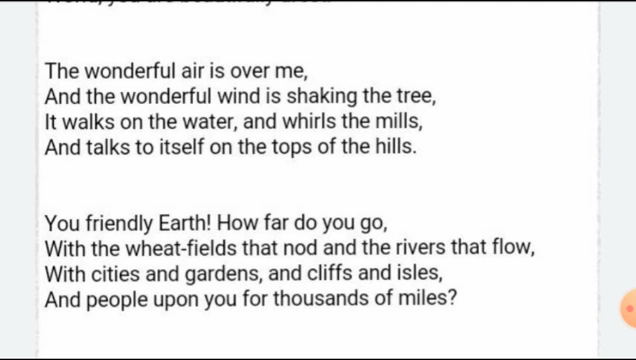 The wonderful air is over me,
And the wonderful wind is shaking the tree,
It walks on the water, and whirls the mills,
And talks to itself on the tops of the hills.
You friendly Earth! How far do you go,
With the wheat-fields that nod and the rivers that flow,
With cities and gardens, and cliffs and isles,
And people upon you for thousands of miles?